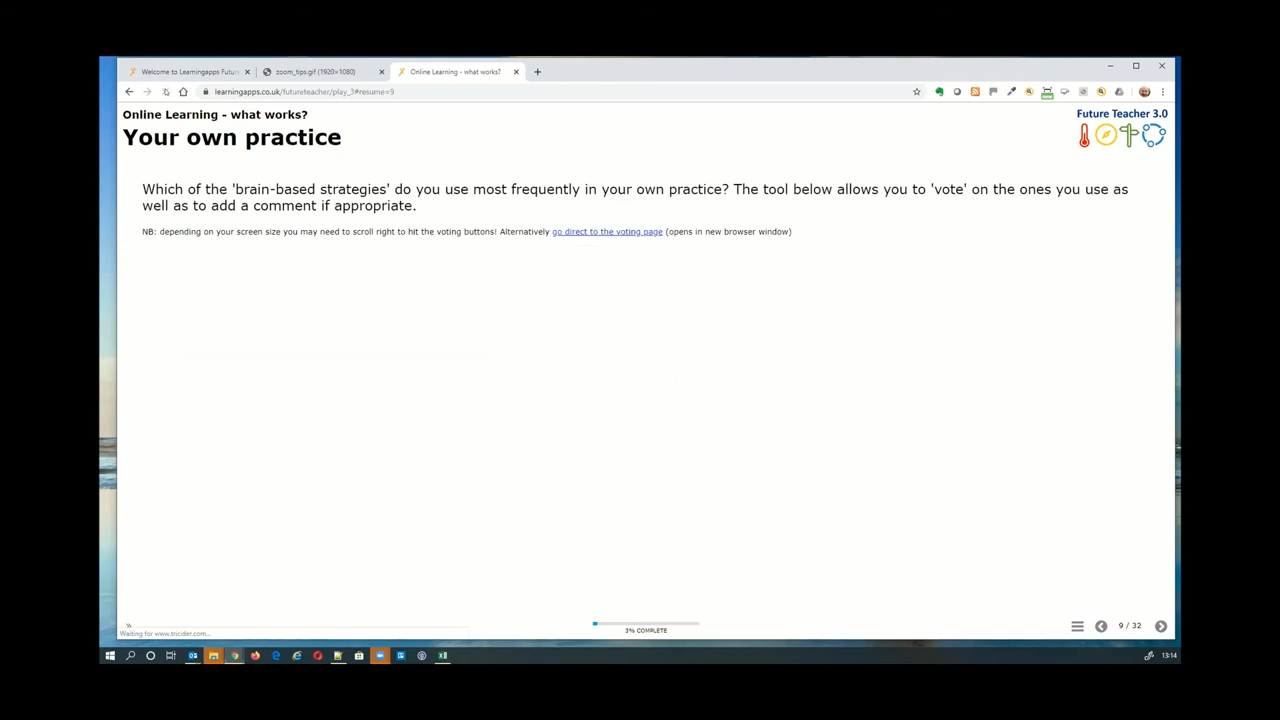 Welcome to Learningapps Futur
zoom_tips.gif (1920×1080)
Online Learning - what works?
learningapps.co.uk/futureteacher/play_3#resume=9
Online Learning - what works?
Future Teacher 3.0
Your own practice
Which of the 'brain-based strategies' do you use most frequently in your own practice? The tool below allows you to 'vote' on the ones you use as
well as to add a comment if appropriate.
NB: depending on your screen size you may need to scroll right to hit the voting buttons! Alternatively go direct to the voting page (opens in new browser window)
Waiting for www.tricider.com...
3% COMPLETE
9 / 32
13:14